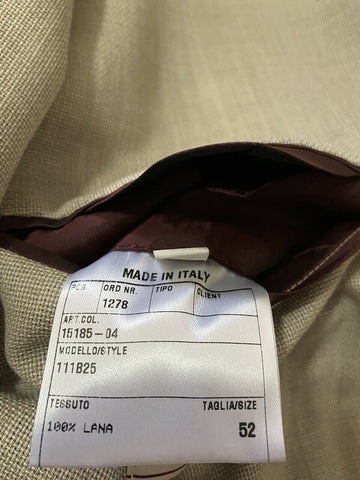 MADE IN ITALY
POS. ORD NR. TIPO CLIENT
1278
ART.COL.
15185-04
MODELLO/STYLE
111B25
TESSUTO TAGLIA/SIZE
100% LANA 52